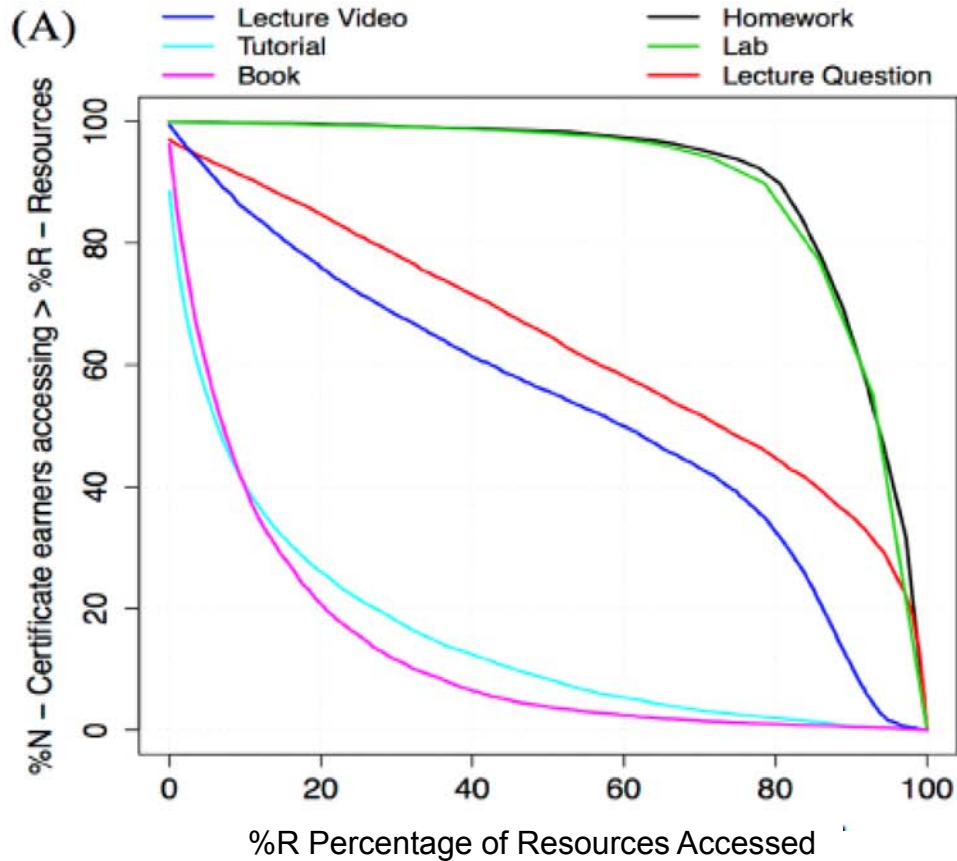 (A)
Lecture Video
Tutorial
Book
Homework
Lab
Lecture Question
%N – Certificate earners accessing > %R – Resources
100
80
60
40
20
0
0 20 40 60 80 100
%R Percentage of Resources Accessed